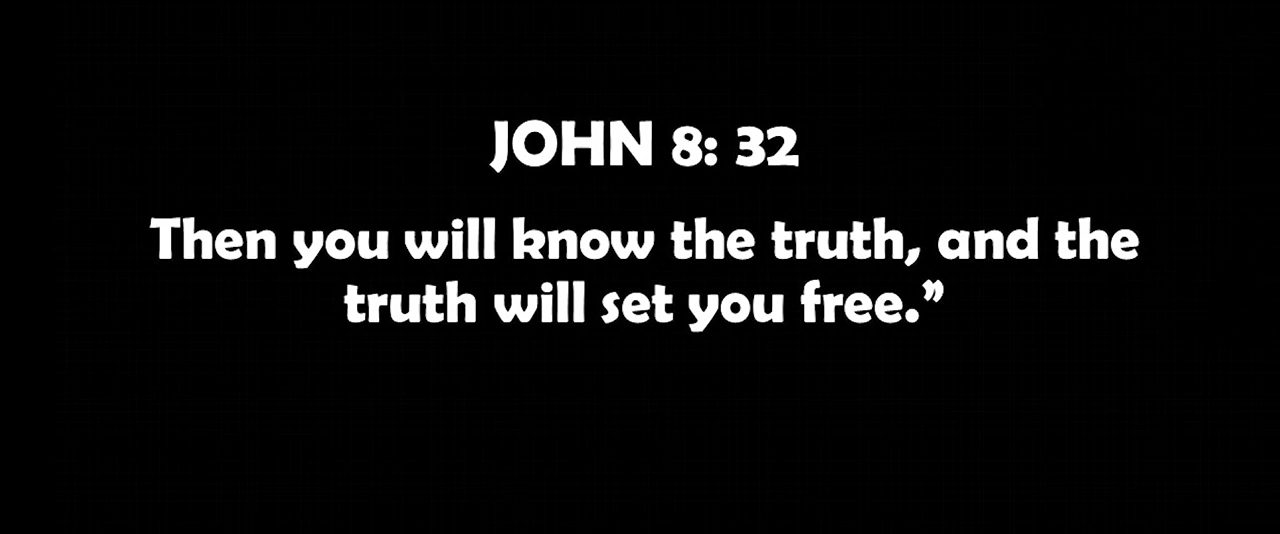 JOHN 8: 32
Then you will know the truth, and the
truth will set you free.”